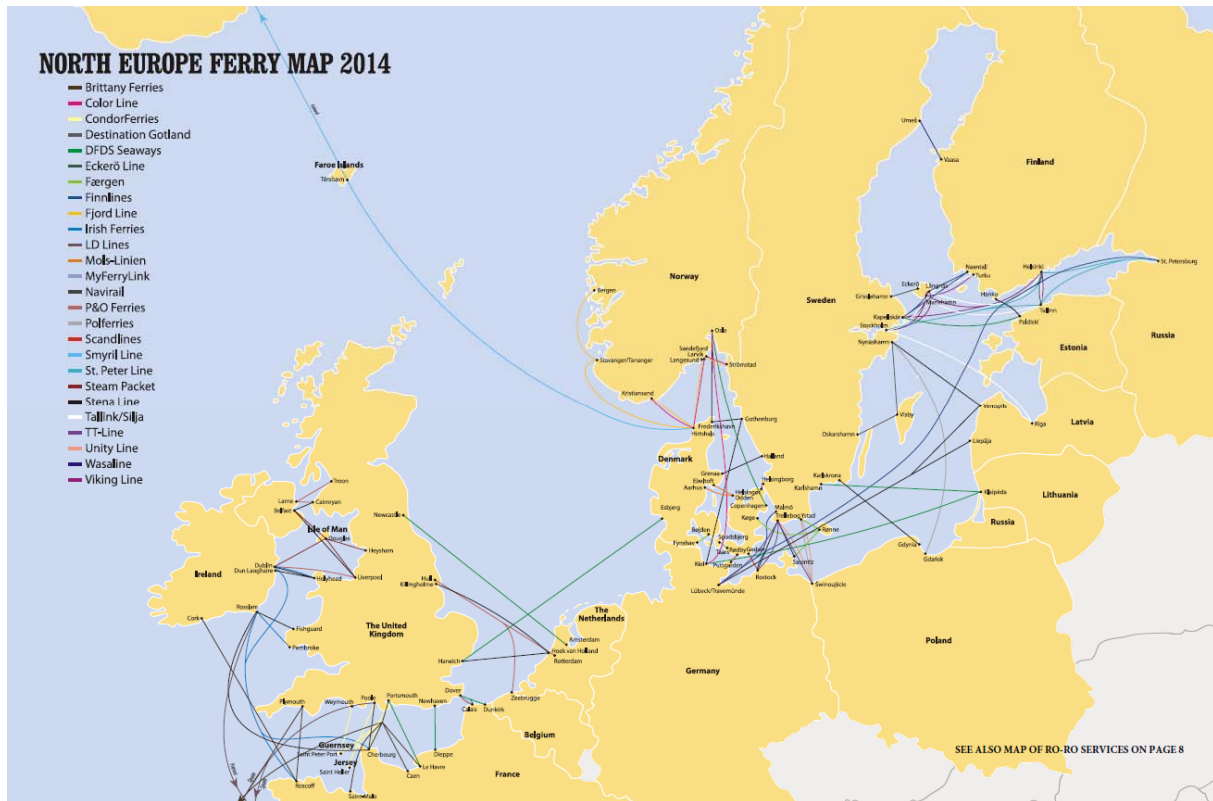 NORTH EUROPE FERRY MAP 2014
Brittany Ferries
Color Line
CondorFerries
Destination Gotland
DFDS Seaways
Eckerö Line
Færgen
Finnlines
Fjord Line
Irish Ferries
LD Lines
Mols-Linien
MyFerryLink
Navirail
P&O Ferries
Polferries
Scandlines
Smyril Line
St. Peter Line
Steam Packet
Stena Line
Tallink/Silja
TT-Line
Unity Line
Wasaline
Viking Line
Faroe Islands
Tórshavn
Umeå
Vaasa
Finland
Norway
Sweden
Bergen
Stavanger/Tananger
Kristiansand
Oslo
Sandefjord
Larvik
Langesund
Strömstad
Naantali
Turku
Helsinki
St. Petersburg
Eckerö
Långnäs
Grisslehamn
Mariehamn
Hanko
Kapellskär
Stockholm
Tallinn
Paldiski
Nynäshamn
Russia
Estonia
Ventspils
Visby
Riga
Latvia
Oskarshamn
Liepāja
Frederikshavn
Gothenburg
Hirtshals
Denmark
Halland
Grenaa
Ebeltoft
Aarhus
Helsingborg
Helsingør
Odden
Copenhagen
Karlskrona
Karlshamn
Klaipėda
Lithuania
Russia
Esbjerg
Køge
Malmö
Trelleborg
Ystad
Rønne
Bøjden
Fynshav
Spodsbjerg
Tårs
Rødby
Gedser
Puttgarden
Kiel
Sassnitz
Rostock
Lübeck/Travemünde
Świnoujście
Gdynia
Gdańsk
Poland
Germany
Troon
Larne
Cairnryan
Belfast
Newcastle
Isle of Man
Douglas
Heysham
Ireland
Dublin
Dun Laoghaire
Holyhead
Liverpool
Hull
Killingholme
Rosslare
Cork
Fishguard
Pembroke
The United
Kingdom
The
Netherlands
Amsterdam
Hoek van Holland
Rotterdam
Harwich
Zeebrugge
Dover
Calais
Dunkirk
Belgium
Plymouth
Weymouth
Poole
Portsmouth
Newhaven
Guernsey
Saint Peter Port
Jersey
Saint Helier
Cherbourg
Le Havre
Caen
Dieppe
Roscoff
Saint-Malo
France
SEE ALSO MAP OF RO-RO SERVICES ON PAGE 8